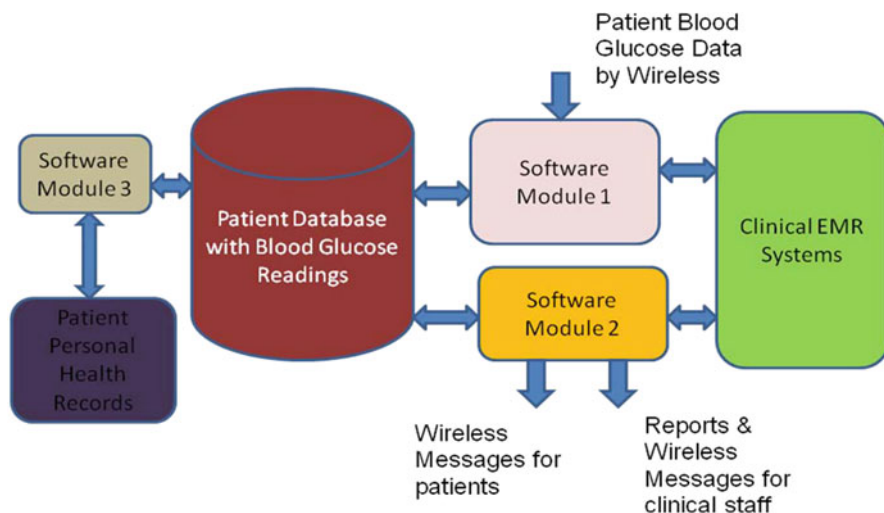 Patient Blood
Glucose Data
by Wireless
Software
Module 3
Patient Database
with Blood Glucose
Readings
Software
Module 1
Clinical EMR
Systems
Patient
Personal
Health
Records
Software
Module 2
Wireless
Messages for
patients
Reports &
Wireless
Messages for
clinical staff